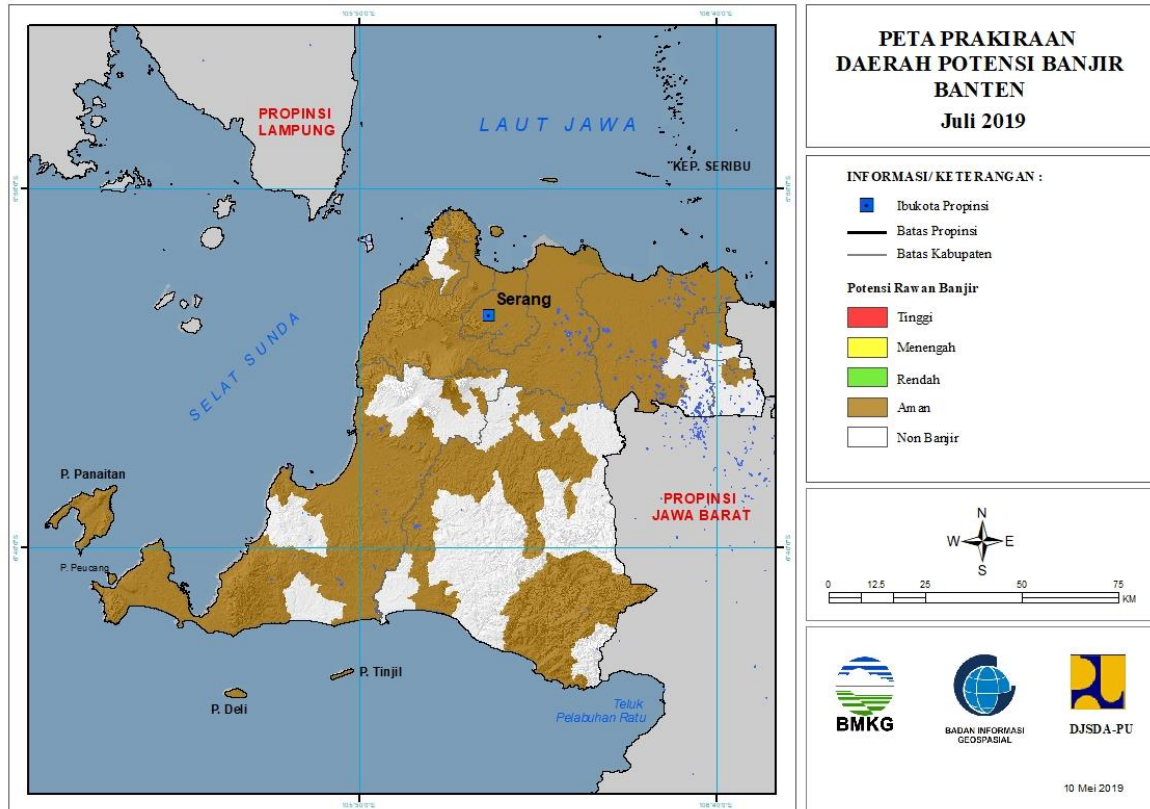 PROPINSI
LAMPUNG
LAUT JAWA
KEP. SERIBU
Serang
SELAT SUNDA
P. Panaitan
P. Peucang
PROPINSI
JAWA BARAT
P. Tinjil
P. Deli
Teluk
Pelabuhan Ratu
PETA PRAKIRAAN
DAERAH POTENSI BANJIR
BANTEN
Juli 2019
INFORMASI/ KETERANGAN :
Ibukota Propinsi
Batas Propinsi
Batas Kabupaten
Potensi Rawan Banjir
Tinggi
Menengah
Rendah
Aman
Non Banjir
N
W E
S
0 12.5 25 50 75
KM
BMKG
BADAN INFORMASI
GEOSPASIAL
DJSDA-PU
10 Mei 2019